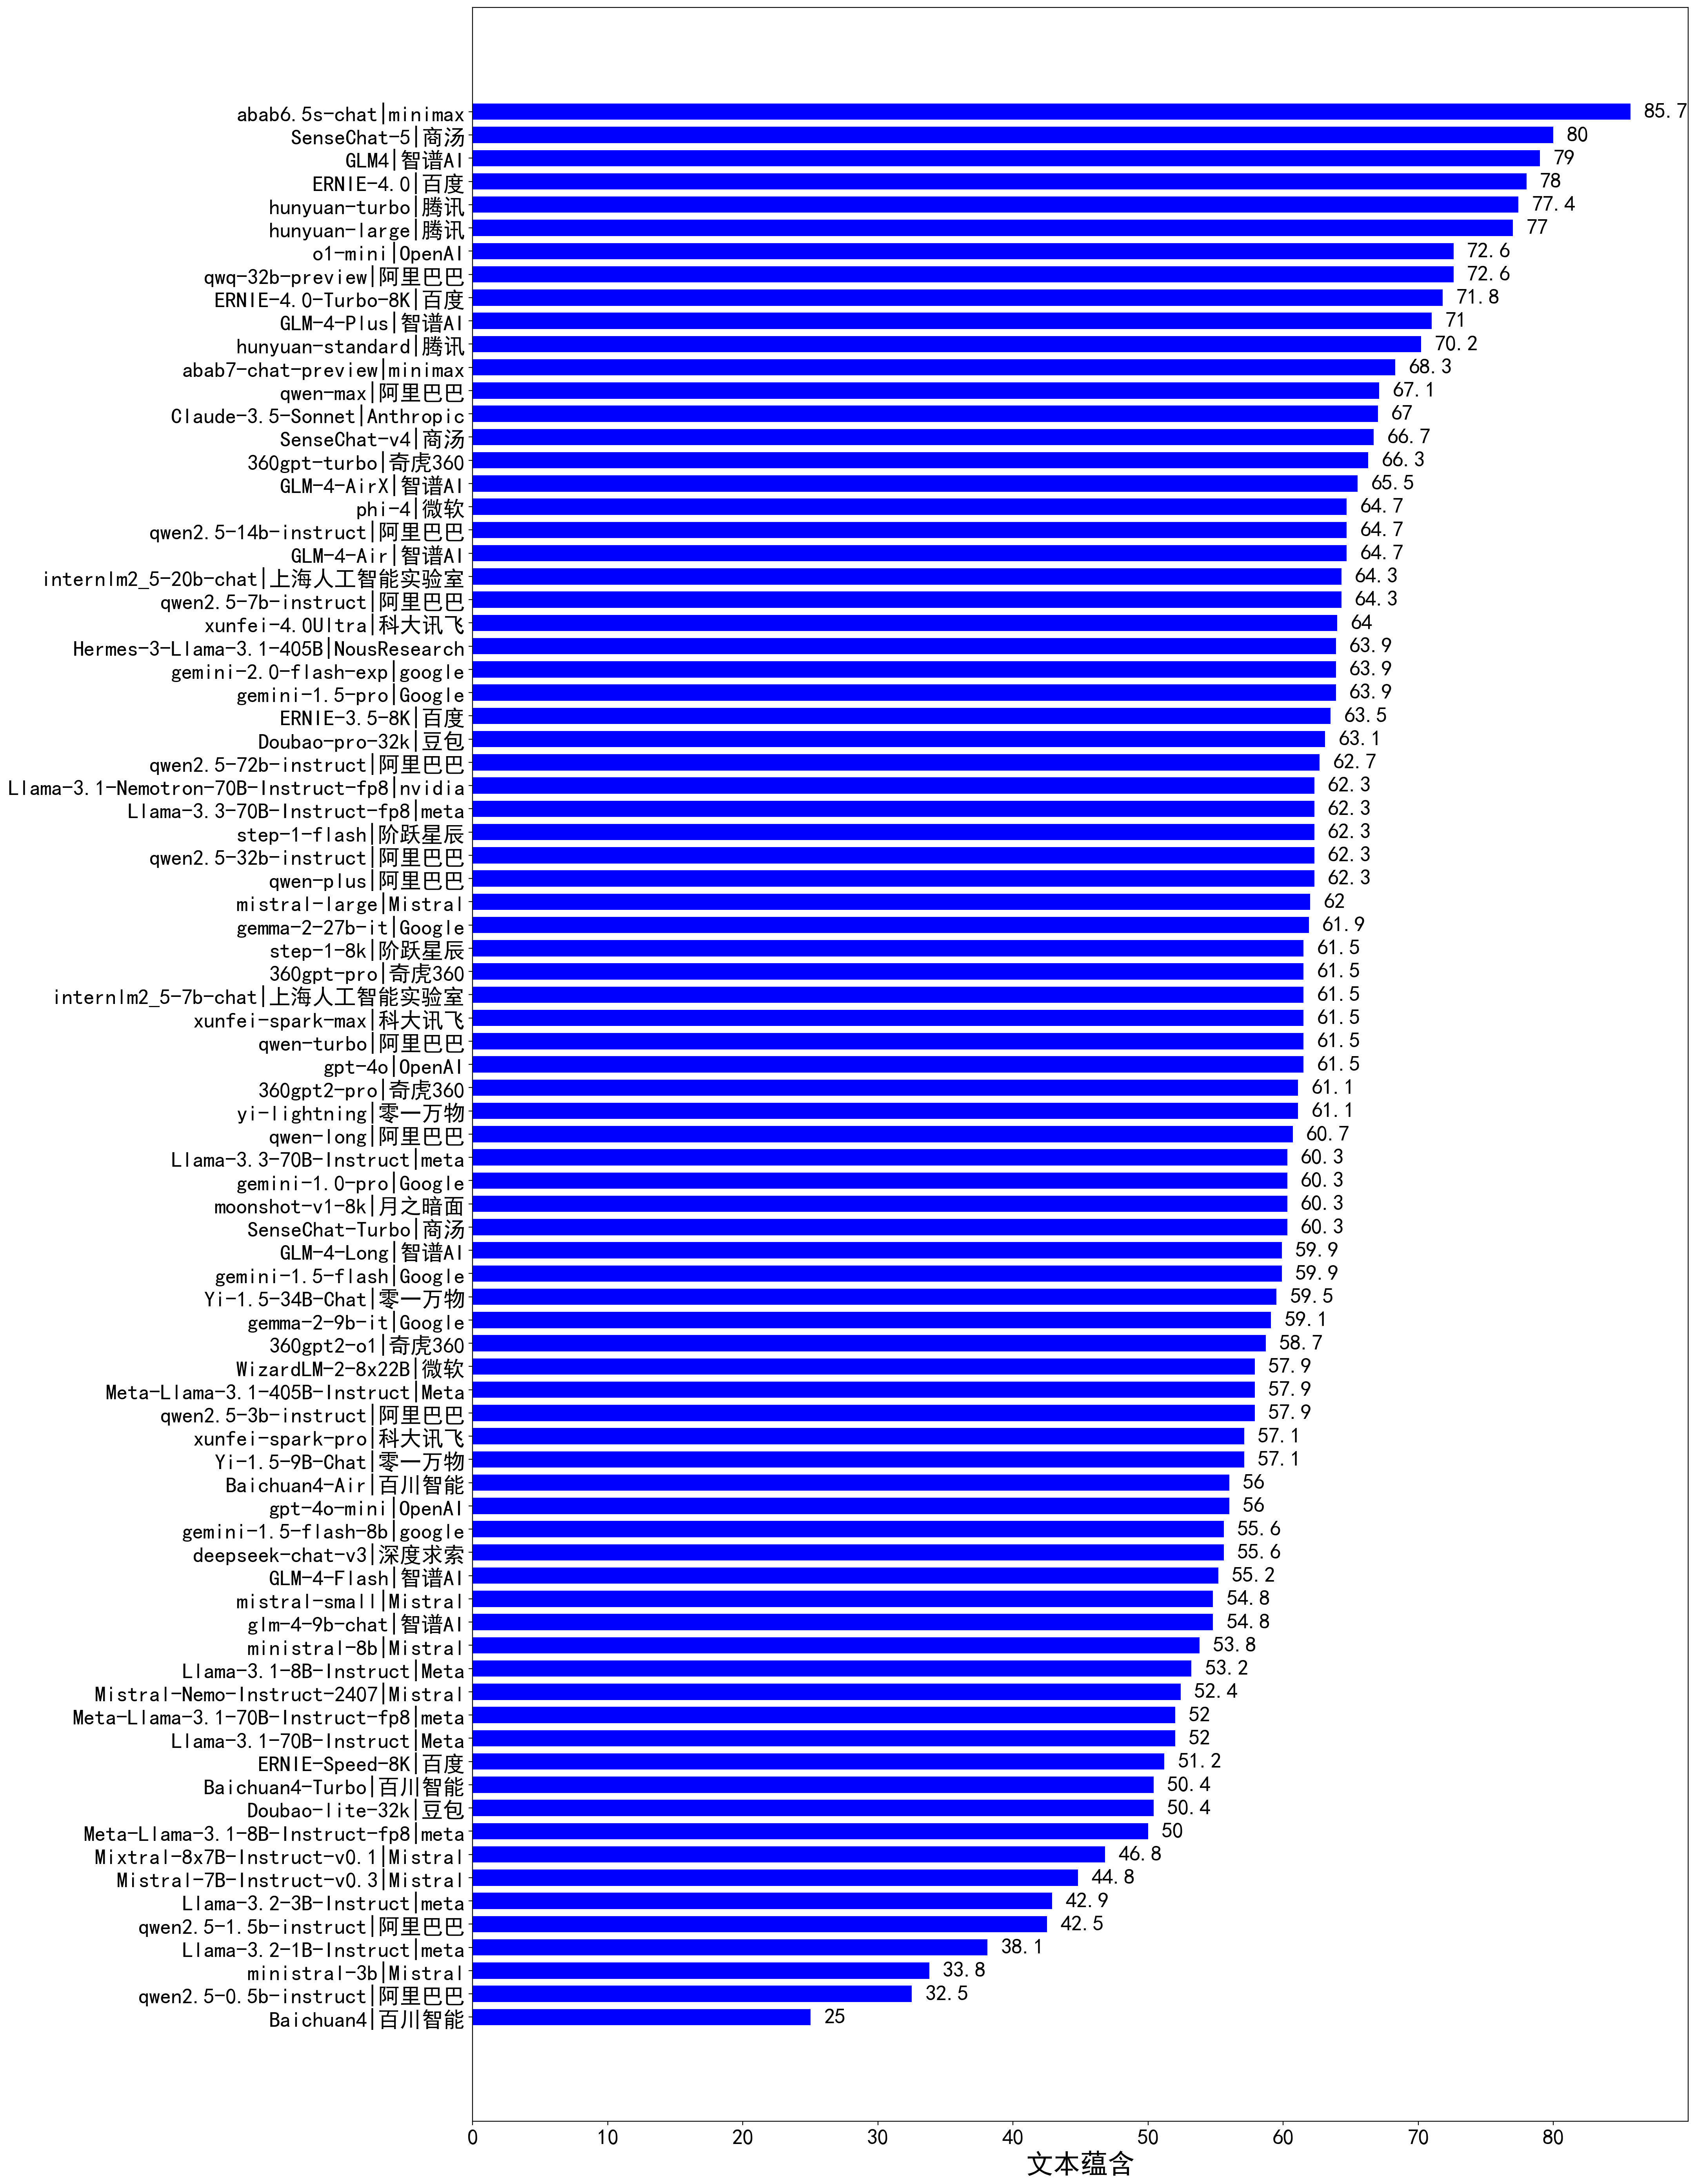 abab6.5s-chat|minimax 85.7
SenseChat-5|商汤 80
GLM4|智谱AI 79
ERNIE-4.0|百度 78
hunyuan-turbo|腾讯 77.4
hunyuan-large|腾讯 77
o1-mini|OpenAI 72.6
qwq-32b-preview|阿里巴巴 72.6
ERNIE-4.0-Turbo-8K|百度 71.8
GLM-4-Plus|智谱AI 71
hunyuan-standard|腾讯 70.2
abab7-chat-preview|minimax 68.3
qwen-max|阿里巴巴 67.1
Claude-3.5-Sonnet|Anthropic 67
SenseChat-v4|商汤 66.7
360gpt-turbo|奇虎360 66.3
GLM-4-AirX|智谱AI 65.5
phi-4|微软 64.7
qwen2.5-14b-instruct|阿里巴巴 64.7
GLM-4-Air|智谱AI 64.7
internlm2_5-20b-chat|上海人工智能实验室 64.3
qwen2.5-7b-instruct|阿里巴巴 64.3
xunfei-4.0Ultra|科大讯飞 64
Hermes-3-Llama-3.1-405B|NousResearch 63.9
gemini-2.0-flash-exp|google 63.9
gemini-1.5-pro|Google 63.9
ERNIE-3.5-8K|百度 63.5
Doubao-pro-32k|豆包 63.1
qwen2.5-72b-instruct|阿里巴巴 62.7
Llama-3.1-Nemotron-70B-Instruct-fp8|nvidia 62.3
Llama-3.3-70B-Instruct-fp8|meta 62.3
step-1-flash|阶跃星辰 62.3
qwen2.5-32b-instruct|阿里巴巴 62.3
qwen-plus|阿里巴巴 62.3
mistral-large|Mistral 62
gemma-2-27b-it|Google 61.9
step-1-8k|阶跃星辰 61.5
360gpt-pro|奇虎360 61.5
internlm2_5-7b-chat|上海人工智能实验室 61.5
xunfei-spark-max|科大讯飞 61.5
qwen-turbo|阿里巴巴 61.5
gpt-4o|OpenAI 61.5
360gpt2-pro|奇虎360 61.1
yi-lightning|零一万物 61.1
qwen-long|阿里巴巴 60.7
Llama-3.3-70B-Instruct|meta 60.3
gemini-1.0-pro|Google 60.3
moonshot-v1-8k|月之暗面 60.3
SenseChat-Turbo|商汤 60.3
GLM-4-Long|智谱AI 59.9
gemini-1.5-flash|Google 59.9
Yi-1.5-34B-Chat|零一万物 59.5
gemma-2-9b-it|Google 59.1
360gpt2-o1|奇虎360 58.7
WizardLM-2-8x22B|微软 57.9
Meta-Llama-3.1-405B-Instruct|Meta 57.9
qwen2.5-3b-instruct|阿里巴巴 57.9
xunfei-spark-pro|科大讯飞 57.1
Yi-1.5-9B-Chat|零一万物 57.1
Baichuan4-Air|百川智能 56
gpt-4o-mini|OpenAI 56
gemini-1.5-flash-8b|google 55.6
deepseek-chat-v3|深度求索 55.6
GLM-4-Flash|智谱AI 55.2
mistral-small|Mistral 54.8
glm-4-9b-chat|智谱AI 54.8
ministral-8b|Mistral 53.8
Llama-3.1-8B-Instruct|Meta 53.2
Mistral-Nemo-Instruct-2407|Mistral 52.4
Meta-Llama-3.1-70B-Instruct-fp8|meta 52
Llama-3.1-70B-Instruct|Meta 52
ERNIE-Speed-8K|百度 51.2
Baichuan4-Turbo|百川智能 50.4
Doubao-lite-32k|豆包 50.4
Meta-Llama-3.1-8B-Instruct-fp8|meta 50
Mixtral-8x7B-Instruct-v0.1|Mistral 46.8
Mistral-7B-Instruct-v0.3|Mistral 44.8
Llama-3.2-3B-Instruct|meta 42.9
qwen2.5-1.5b-instruct|阿里巴巴 42.5
Llama-3.2-1B-Instruct|meta 38.1
ministral-3b|Mistral 33.8
qwen2.5-0.5b-instruct|阿里巴巴 32.5
Baichuan4|百川智能 25
0 10 20 30 40 50 60 70 80
文本蕴含